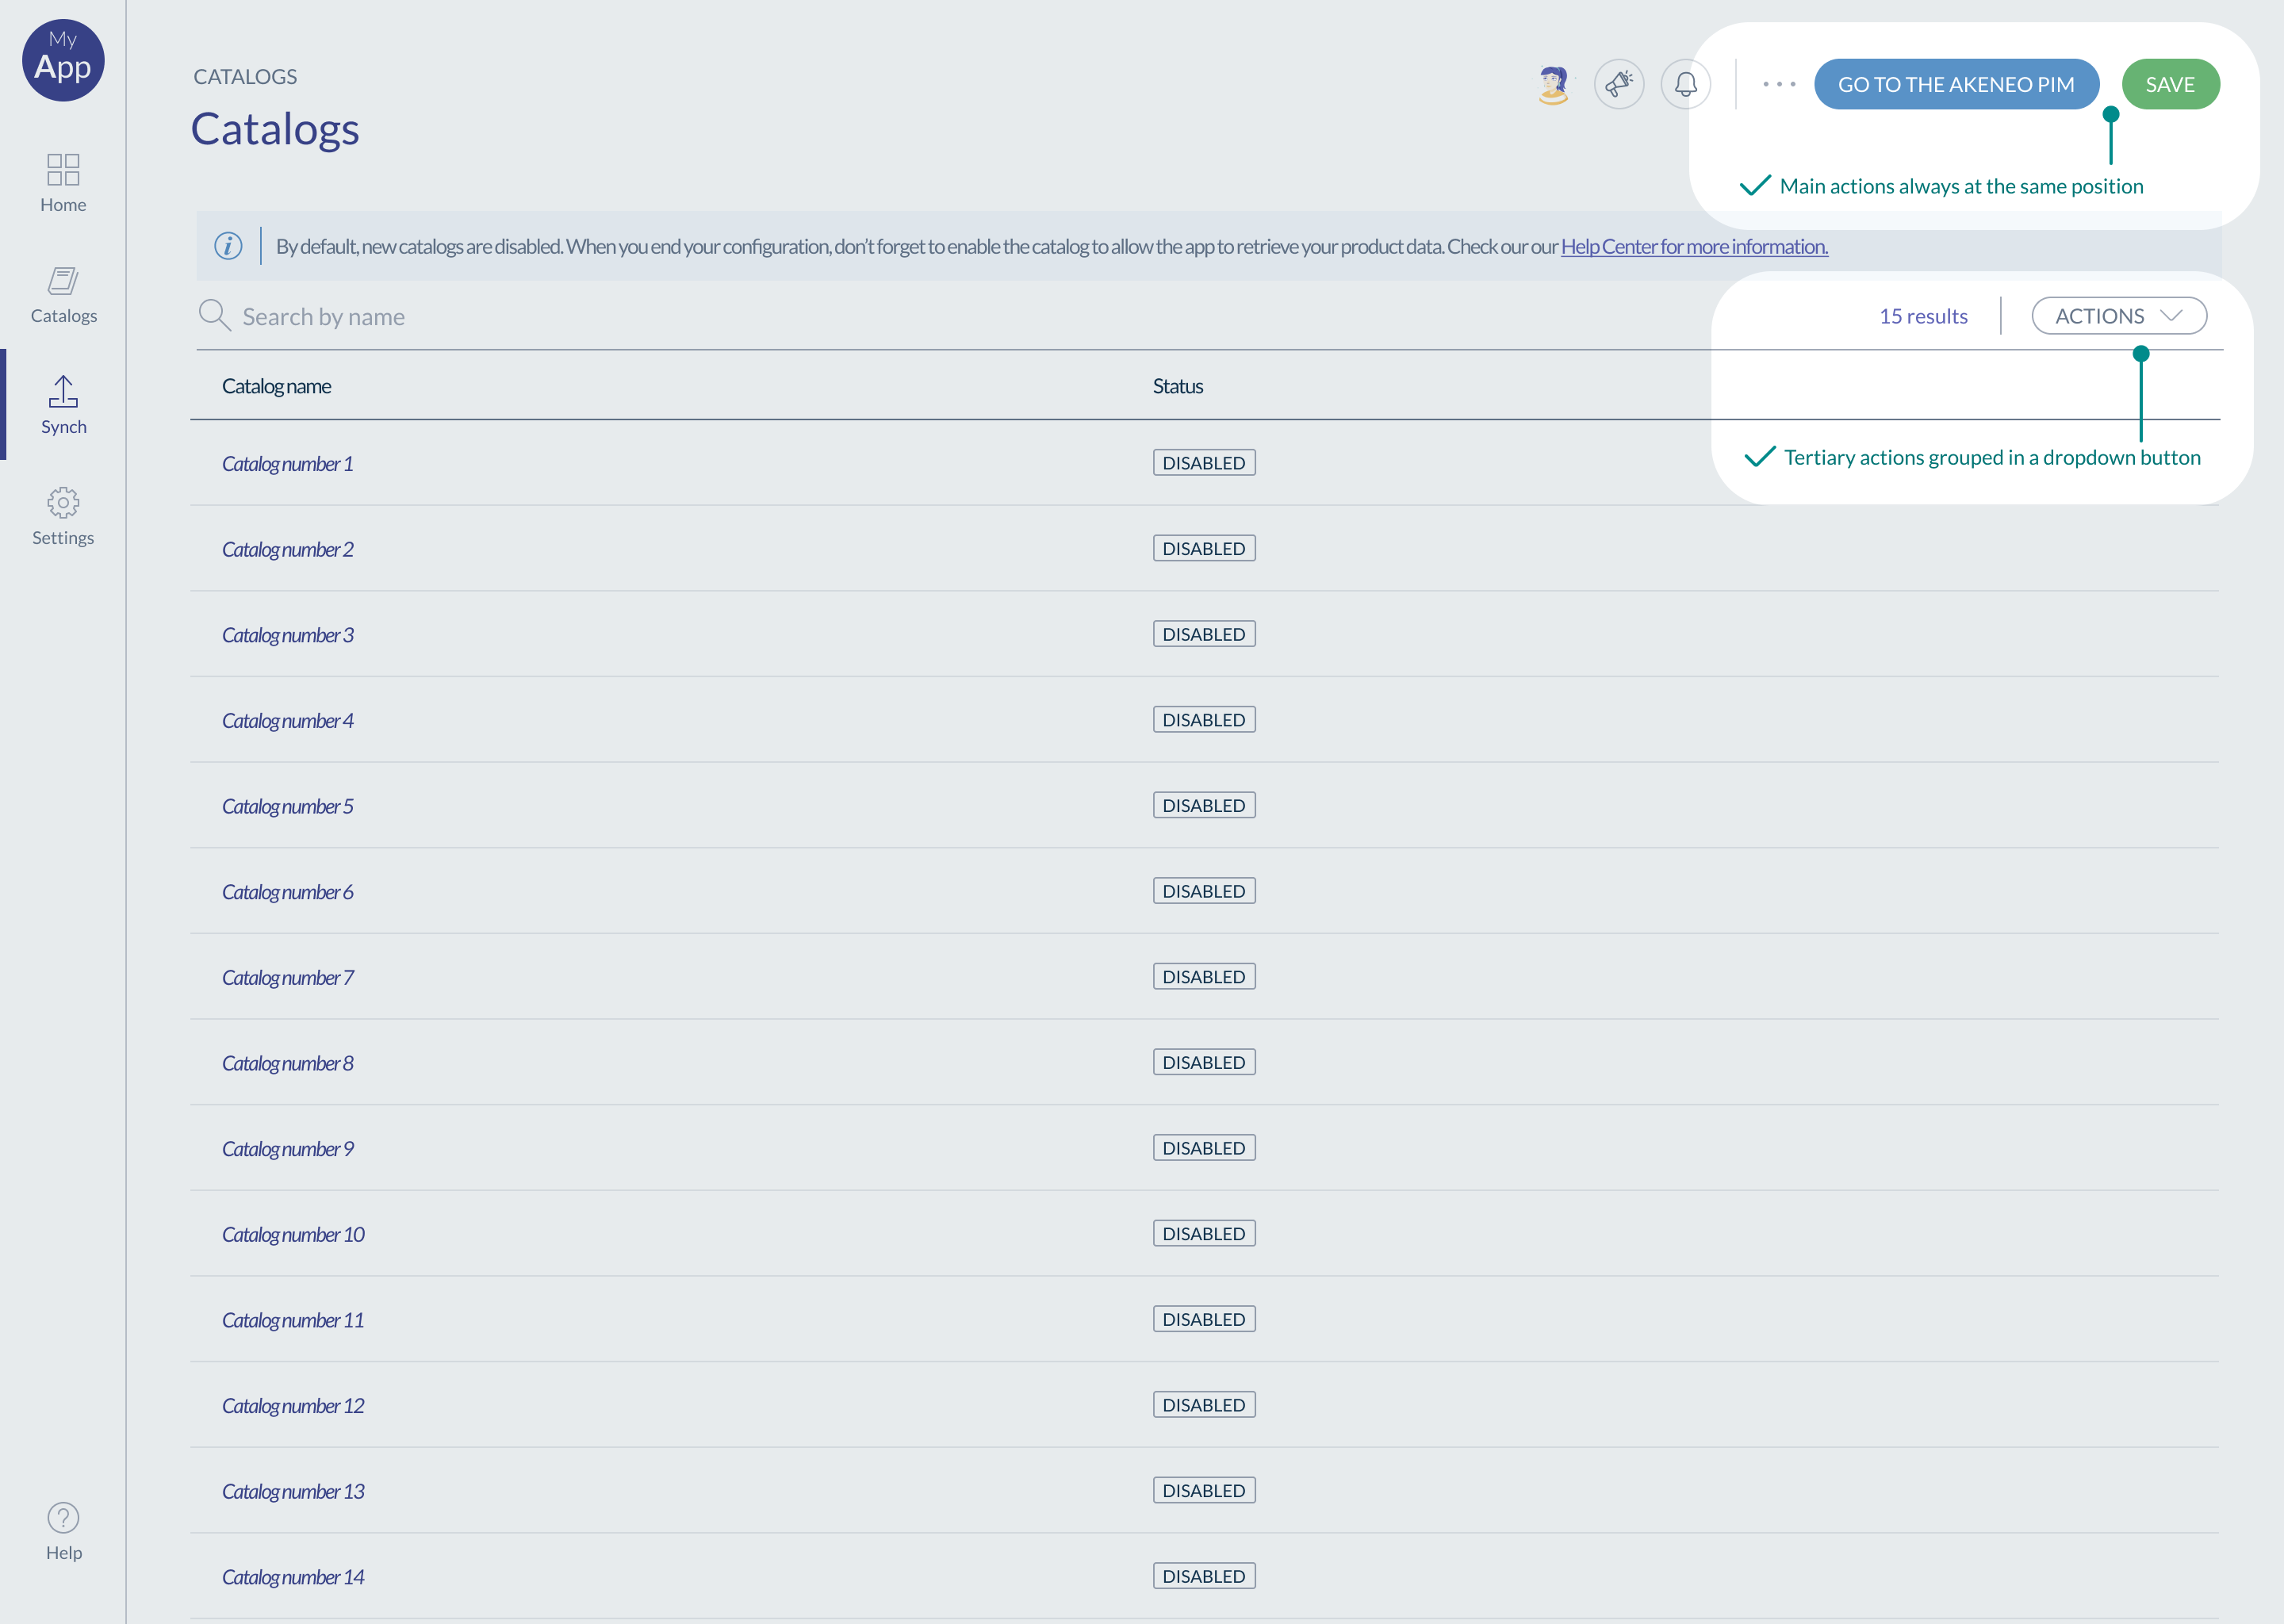 My
App
Home
Catalogs
Synch
Settings
Help
CATALOGS
Catalogs
GO TO THE AKENEO PIM
SAVE
Main actions always at the same position
By default, new catalogs are disabled. When you end your configuration, don't forget to enable the catalog to allow the app to retrieve your product data. Check our our Help Center for more information.
Search by name
15 results
ACTIONS
Tertiary actions grouped in a dropdown button
Catalog name Status
Catalog number 1 DISABLED
Catalog number 2 DISABLED
Catalog number 3 DISABLED
Catalog number 4 DISABLED
Catalog number 5 DISABLED
Catalog number 6 DISABLED
Catalog number 7 DISABLED
Catalog number 8 DISABLED
Catalog number 9 DISABLED
Catalog number 10 DISABLED
Catalog number 11 DISABLED
Catalog number 12 DISABLED
Catalog number 13 DISABLED
Catalog number 14 DISABLED